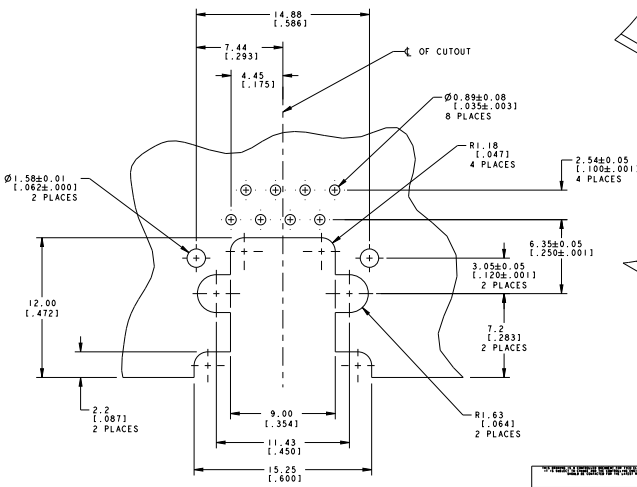 14.88
[.586]
7.44
[.293]
℄ OF CUTOUT
4.45
[.175]
Ø0.89±0.08
[.035±.003]
8 PLACES
R1.18
[.047]
4 PLACES
2.54±0.05
[.100±.001]
4 PLACES
Ø1.58±0.01
[.062±.000]
2 PLACES
6.35±0.05
[.250±.001]
3.05±0.05
[.120±.001]
2 PLACES
12.00
[.472]
7.2
[.283]
2 PLACES
2.2
[.087]
2 PLACES
9.00
[.354]
R1.63
[.064]
2 PLACES
11.43
[.450]
15.25
[.600]